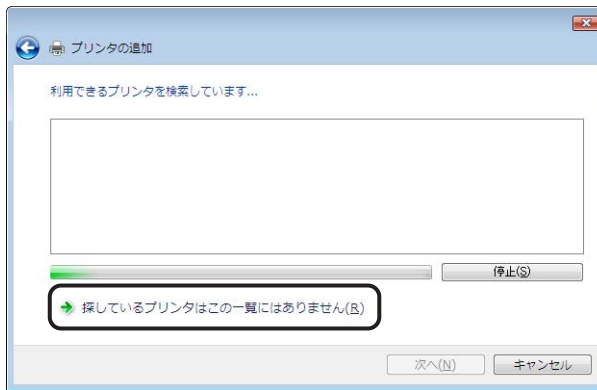 プリンタの追加
利用できるプリンタを検索しています...
停止(S)
探しているプリンタはこの一覧にはありません(R)
次へ(N)
キャンセル